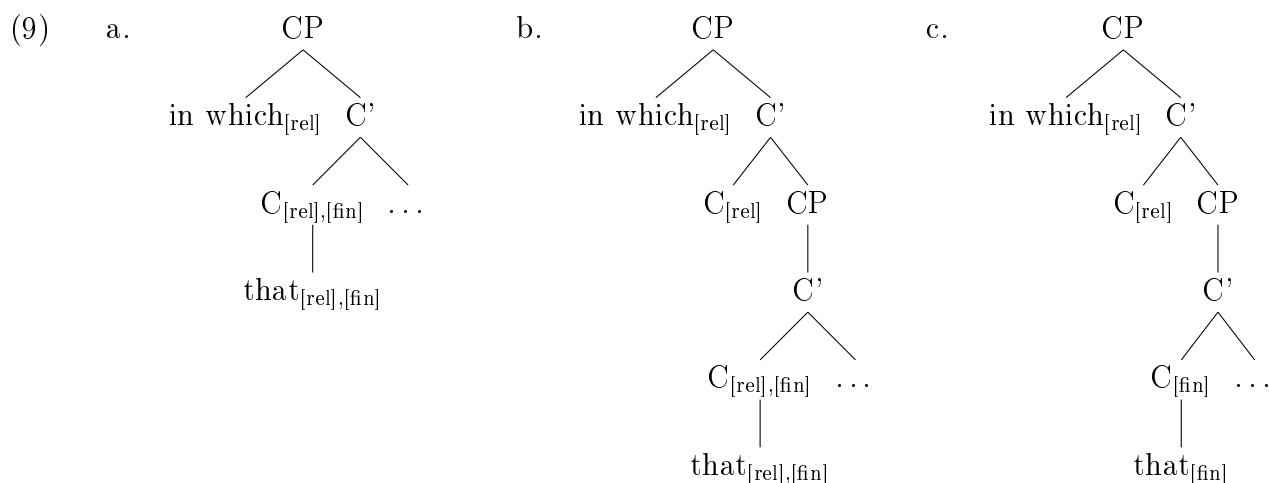 (9) a. CP b. CP c. CP
in which[rel] C' in which[rel] C' in which[rel] C'
C[rel],[fin] ... C[rel] CP C[rel] CP
that[rel],[fin] C' C'
C[rel],[fin] ... C[fin] ...
that[rel],[fin] that[fin]